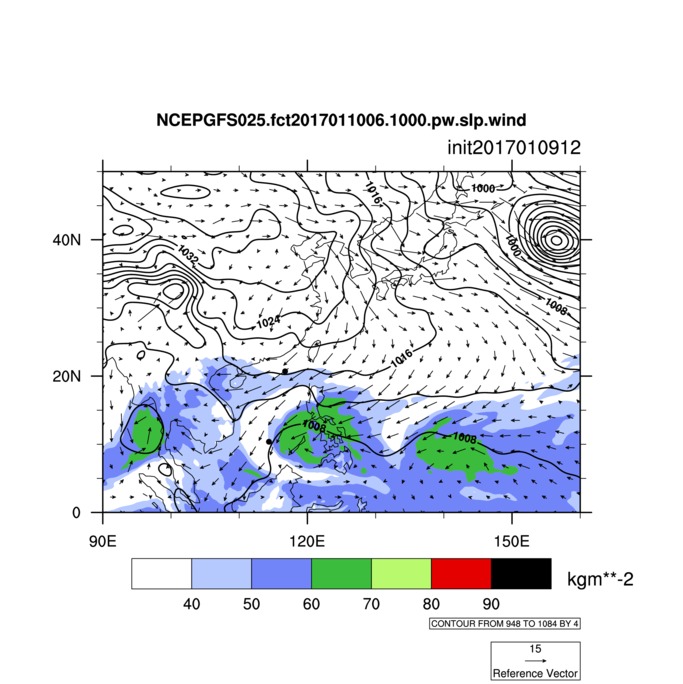 NCEPGFS025.fct2017011006.1000.pw.slp.wind
init2017010912
1016
1000
40N
1032
1000
1008
1024
1016
20N
1008
1008
0
90E 120E 150E
40 50 60 70 80 90
kgm**-2
CONTOUR FROM 948 TO 1084 BY 4
15
Reference Vector